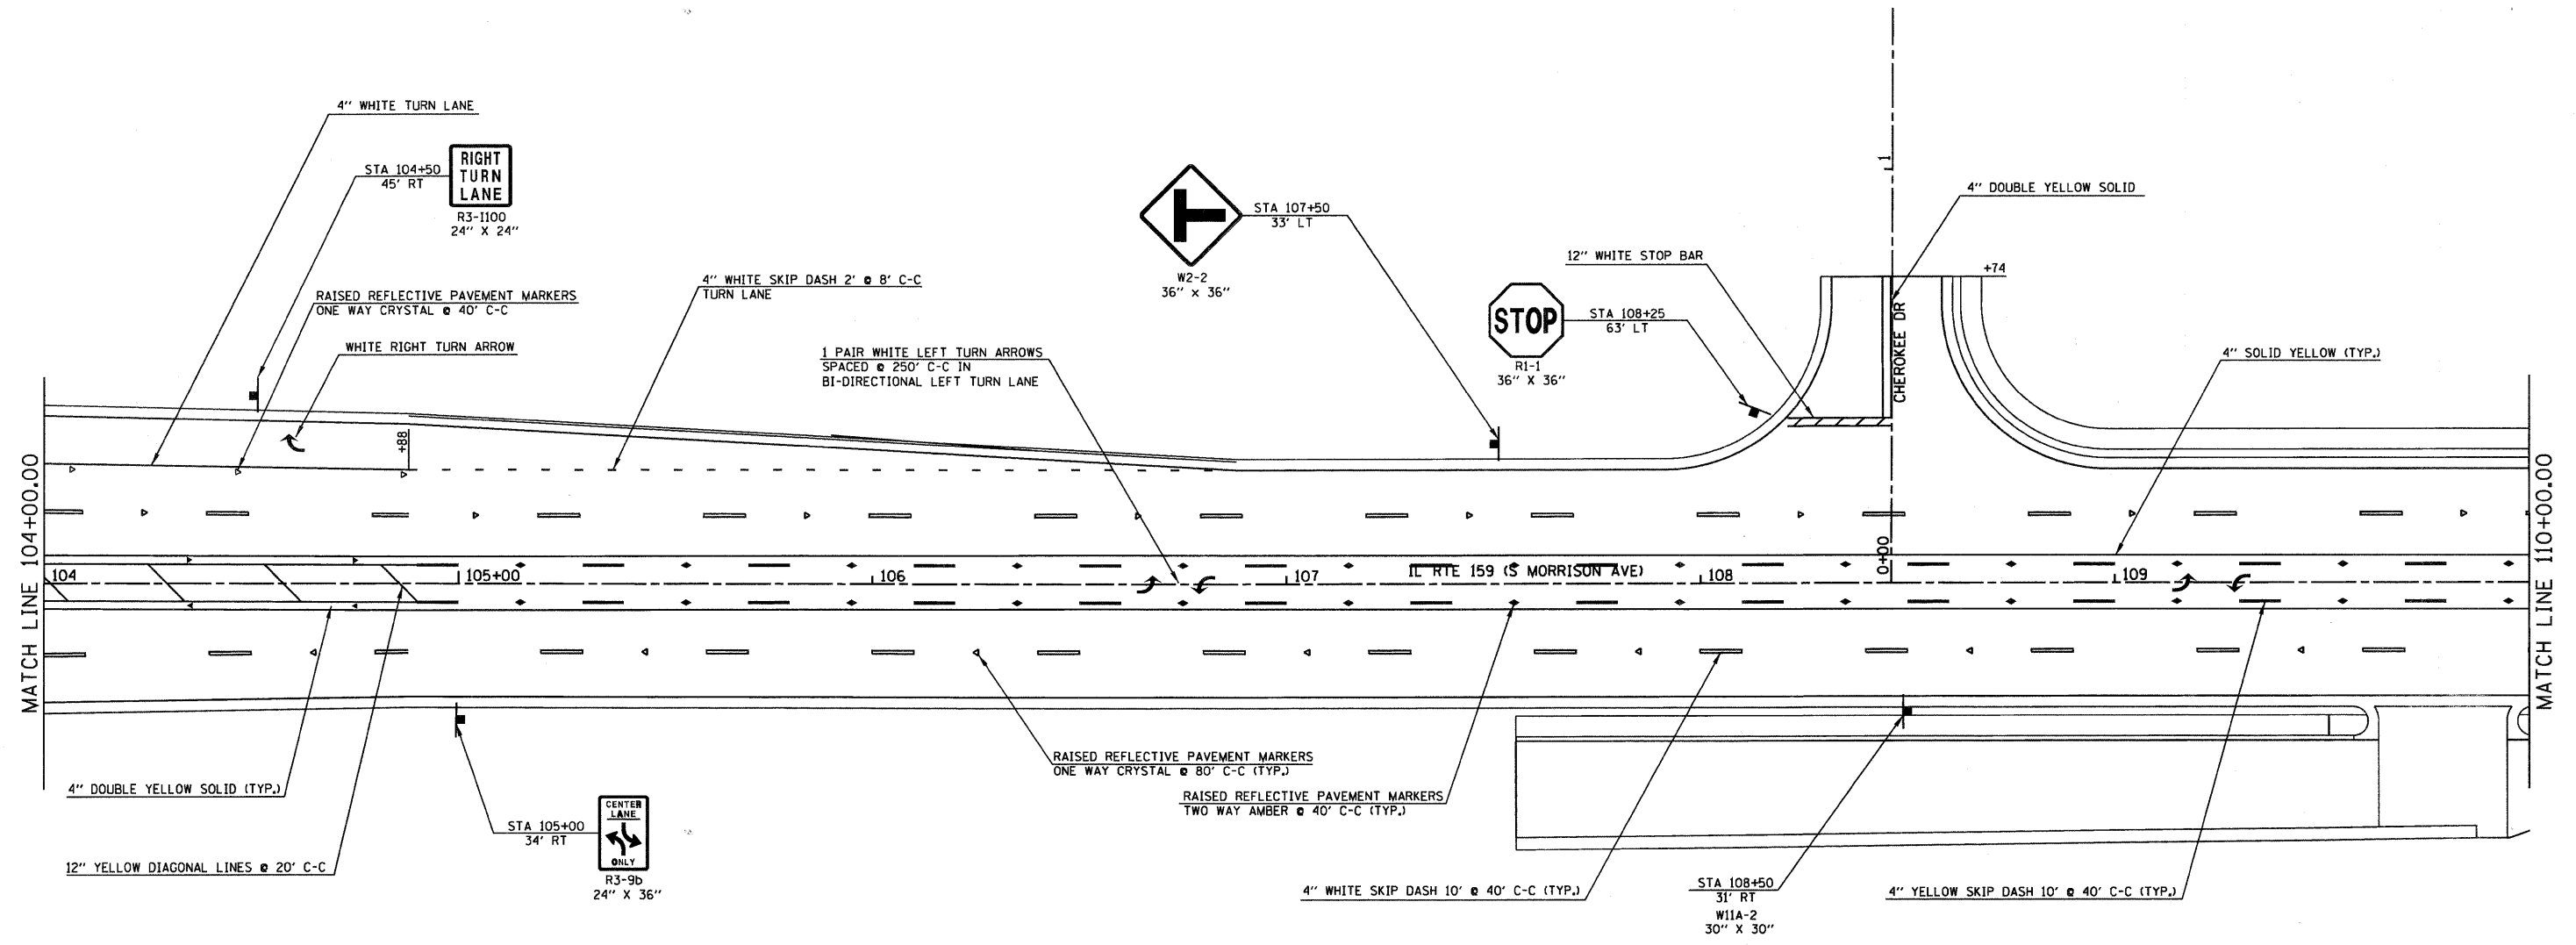 4" WHITE TURN LANE
STA 104+50
45' RT
RIGHT
TURN
LANE
R3-I100
24" X 24"
RAISED REFLECTIVE PAVEMENT MARKERS
ONE WAY CRYSTAL @ 40' C-C
WHITE RIGHT TURN ARROW
4" WHITE SKIP DASH 2' @ 8' C-C
TURN LANE
1 PAIR WHITE LEFT TURN ARROWS
SPACED @ 250' C-C IN
BI-DIRECTIONAL LEFT TURN LANE
W2-2
36" X 36"
STA 107+50
33' LT
STOP
R1-1
36" X 36"
STA 108+25
63' LT
12" WHITE STOP BAR
1
4" DOUBLE YELLOW SOLID
+74
CHEROKEE DR
4" SOLID YELLOW (TYP.)
+88
0+00
MATCH LINE 104+00.00
104
105+00
106
107
IL RTE 159 (S MORRISON AVE)
108
109
MATCH LINE 110+00.00
4" DOUBLE YELLOW SOLID (TYP.)
12" YELLOW DIAGONAL LINES @ 20' C-C
STA 105+00
34' RT
CENTER
LANE
ONLY
R3-9b
24" X 36"
RAISED REFLECTIVE PAVEMENT MARKERS
ONE WAY CRYSTAL @ 80' C-C (TYP.)
RAISED REFLECTIVE PAVEMENT MARKERS
TWO WAY AMBER @ 40' C-C (TYP.)
4" WHITE SKIP DASH 10' @ 40' C-C (TYP.)
STA 108+50
31' RT
W11A-2
30" X 30"
4" YELLOW SKIP DASH 10' @ 40' C-C (TYP.)